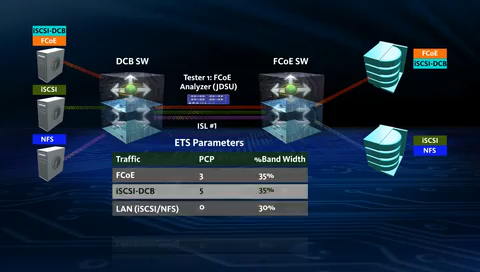 iSCSI-DCB
FCoE
DCB SW
FCoE SW
Tester 1: FCoE
Analyzer (JDSU)
FCoE
iSCSI-DCB
iSCSI
ISL #1
NFS
iSCSI
NFS
ETS Parameters
Traffic PCP %Band Width
FCoE 3 35%
iSCSI-DCB 5 35%
LAN (iSCSI/NFS) 0 30%